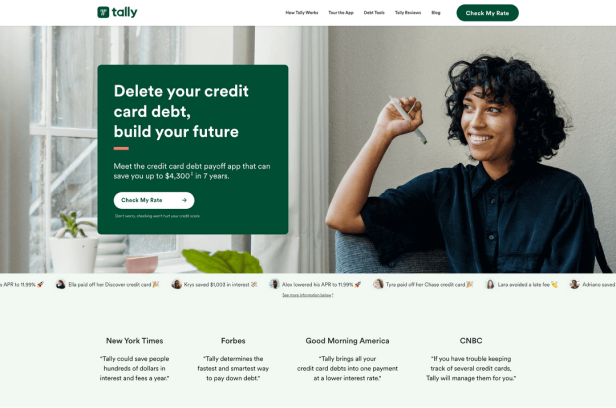 tally
How Tally Works
Tour the App
Debt Tools
Tally Reviews
Blog
Check My Rate
Delete your credit
card debt,
build your future
Meet the credit card debt payoff app that can
save you up to $4,300‡ in 7 years.
Check My Rate →
Don't worry, checking won't hurt your credit score
s APR to 11.99% 🚀
Ella paid off her Discover credit card 🎉
Krys saved $1,003 in interest 💸
Alex lowered his APR to 11.99% 🚀
Tyra paid off her Chase credit card 🎉
Lara avoided a late fee
Adriano saved
See more information below
New York Times
"Tally could save people
hundreds of dollars in
interest and fees a year."
Forbes
"Tally determines the
fastest and smartest way
to pay down debt."
Good Morning America
"Tally brings all your
credit card debts into one payment
at a lower interest rate."
CNBC
"If you have trouble keeping
track of several credit cards,
Tally will manage them for you."